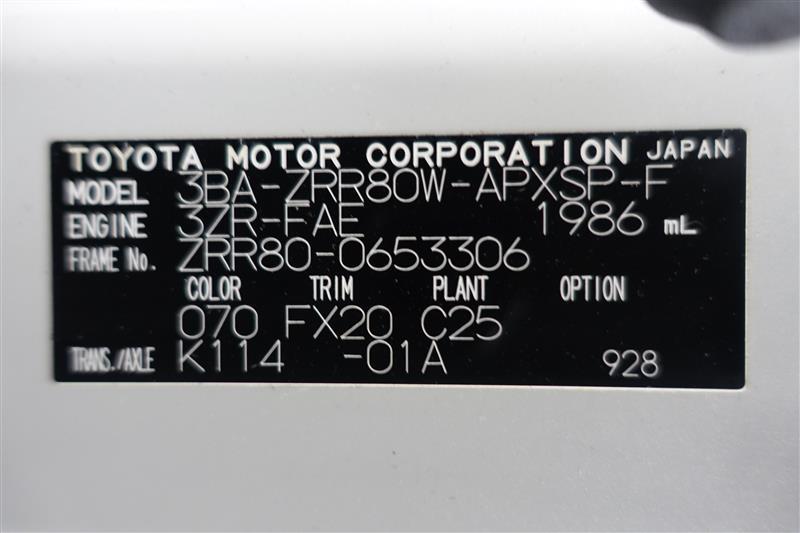 TOYOTA MOTOR CORPORATION JAPAN
MODEL 3BA-ZRR80W-APXSP-F
ENGINE 3ZR-FAE 1986 mL
FRAME No. ZRR80-0653306
COLOR TRIM PLANT OPTION
070 FX20 C25
TRANS./AXLE K114 -01A 928